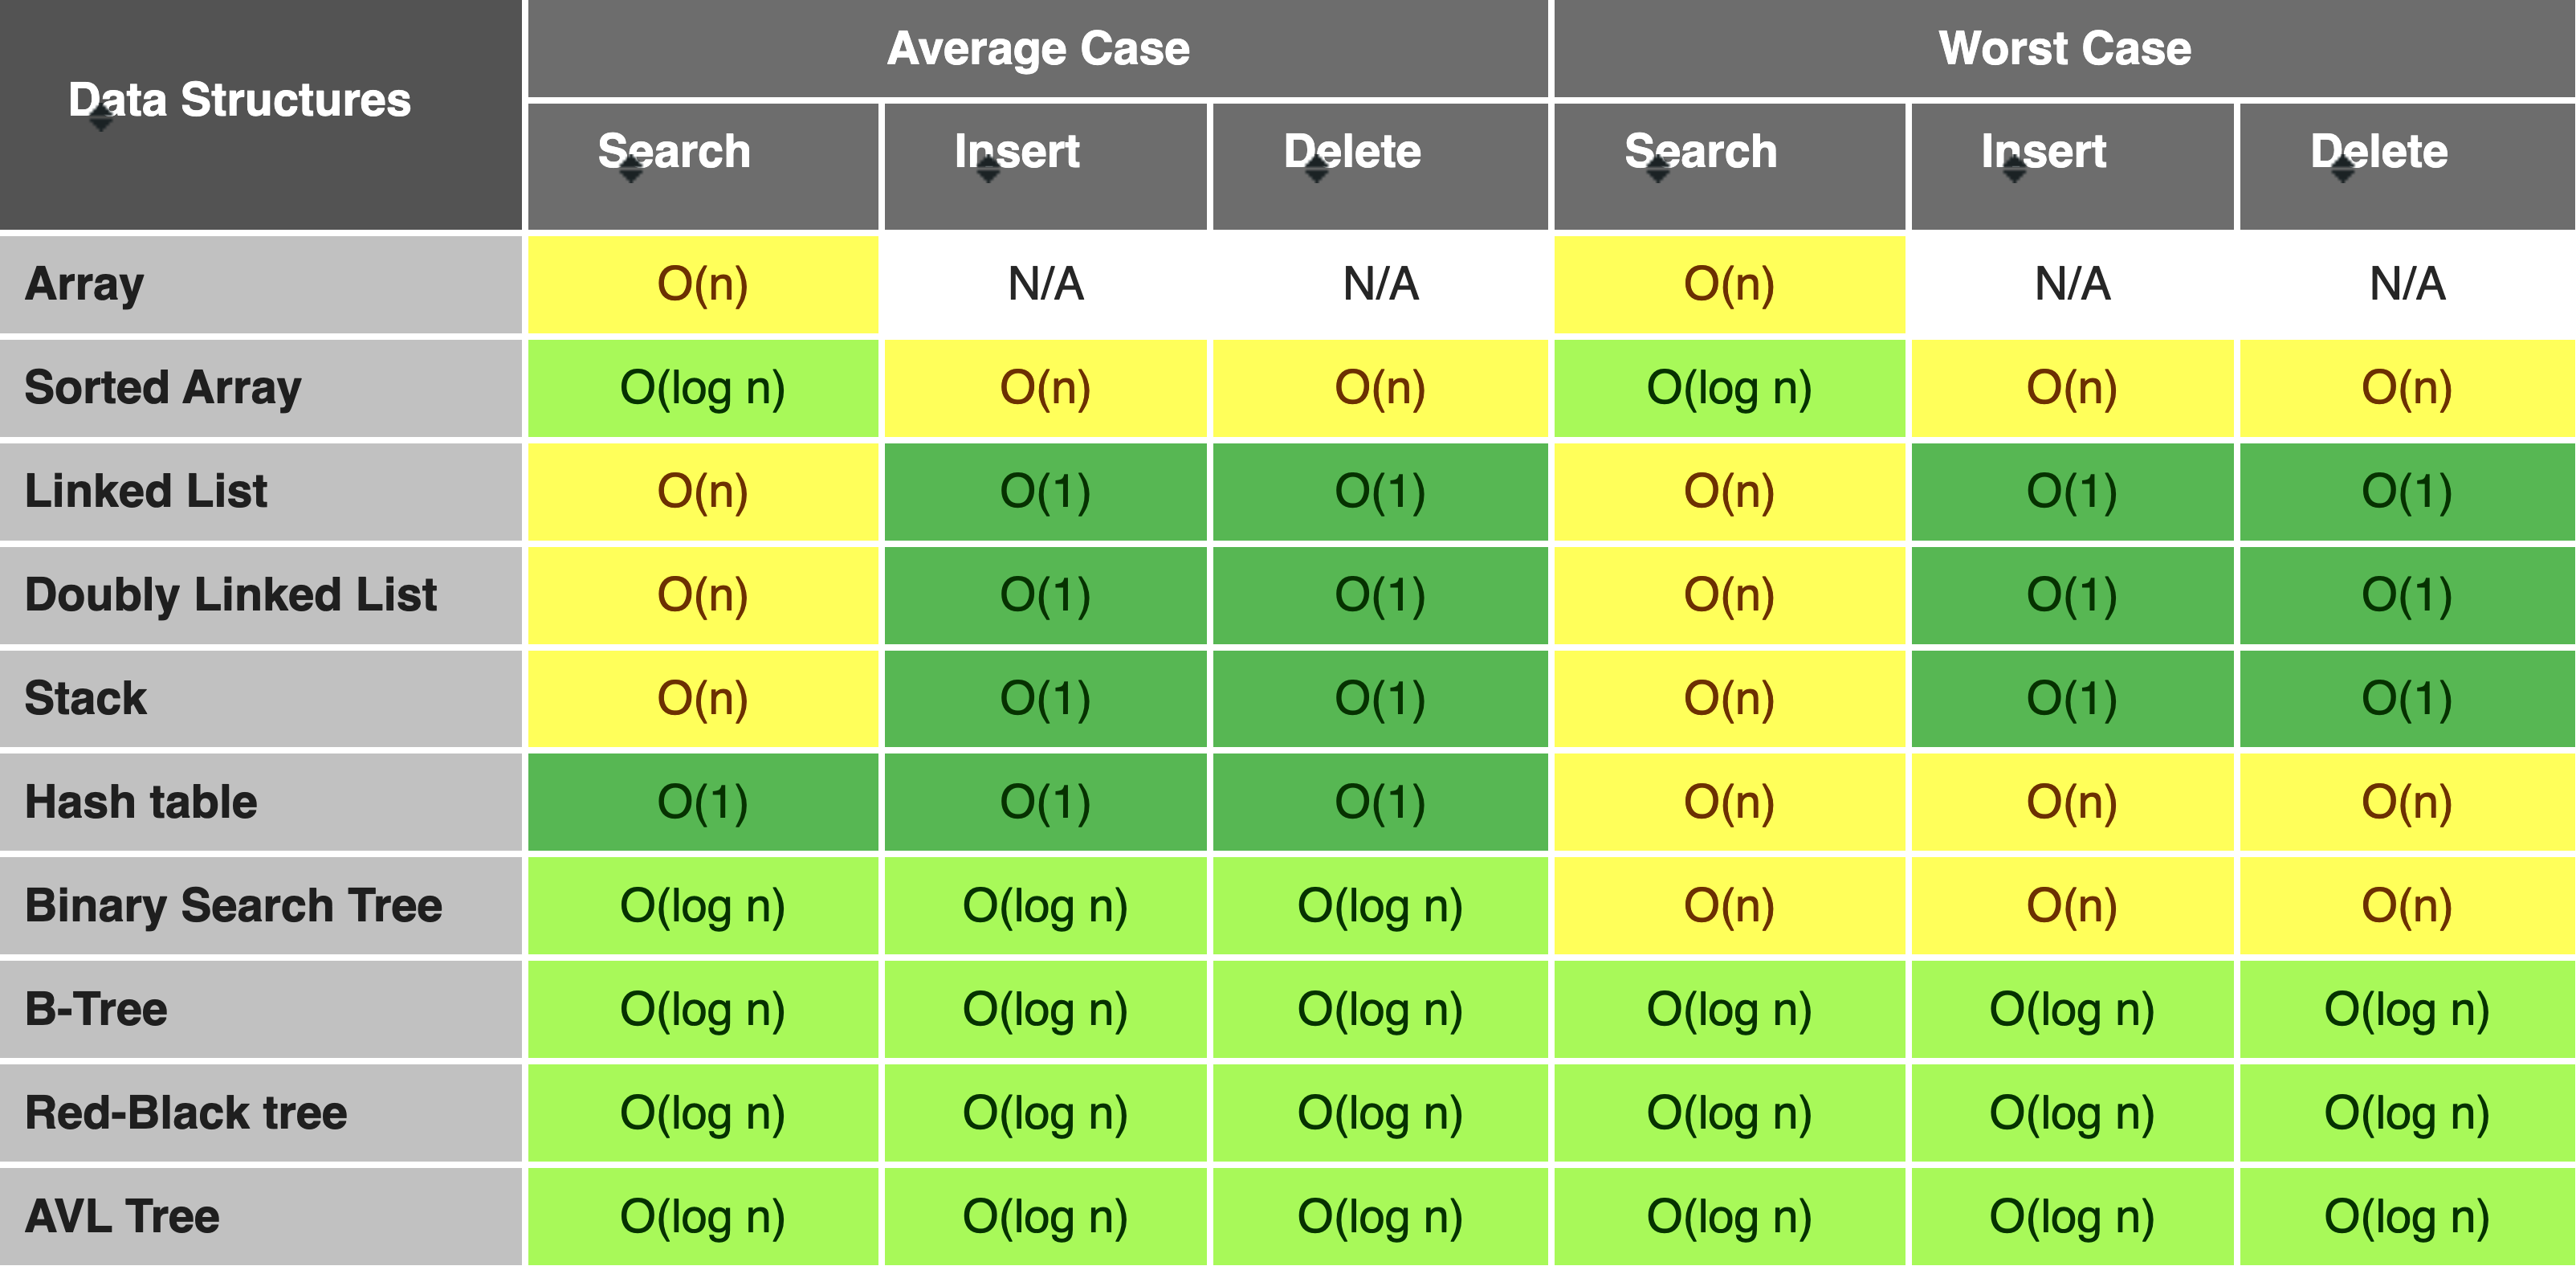 Data Structures Average Case Worst Case
Search Insert Delete Search Insert Delete
Array O(n) N/A N/A O(n) N/A N/A
Sorted Array O(log n) O(n) O(n) O(log n) O(n) O(n)
Linked List O(n) O(1) O(1) O(n) O(1) O(1)
Doubly Linked List O(n) O(1) O(1) O(n) O(1) O(1)
Stack O(n) O(1) O(1) O(n) O(1) O(1)
Hash table O(1) O(1) O(1) O(n) O(n) O(n)
Binary Search Tree O(log n) O(log n) O(log n) O(n) O(n) O(n)
B-Tree O(log n) O(log n) O(log n) O(log n) O(log n) O(log n)
Red-Black tree O(log n) O(log n) O(log n) O(log n) O(log n) O(log n)
AVL Tree O(log n) O(log n) O(log n) O(log n) O(log n) O(log n)